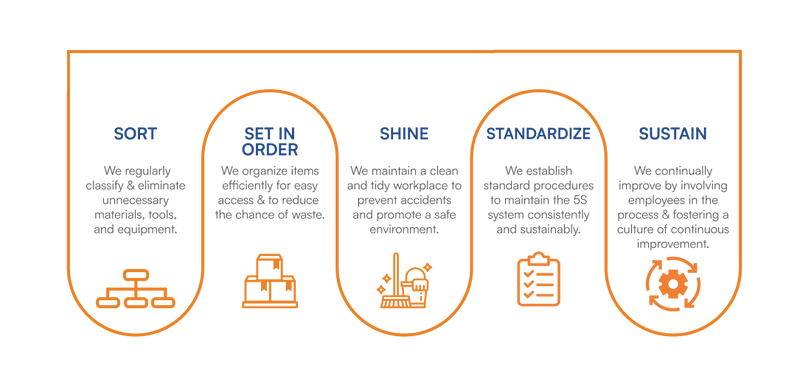 SORT
We regularly
classify & eliminate
unnecessary
materials, tools,
and equipment.
SET IN
ORDER
We organize items
efficiently for easy
access & to reduce
the chance of waste.
SHINE
We maintain a clean
and tidy workplace to
prevent accidents
and promote a safe
environment.
STANDARDIZE
We establish
standard procedures
to maintain the 5S
system consistently
and sustainably.
SUSTAIN
We continually
improve by involving
employees in the
process & fostering a
culture of continuous
improvement.